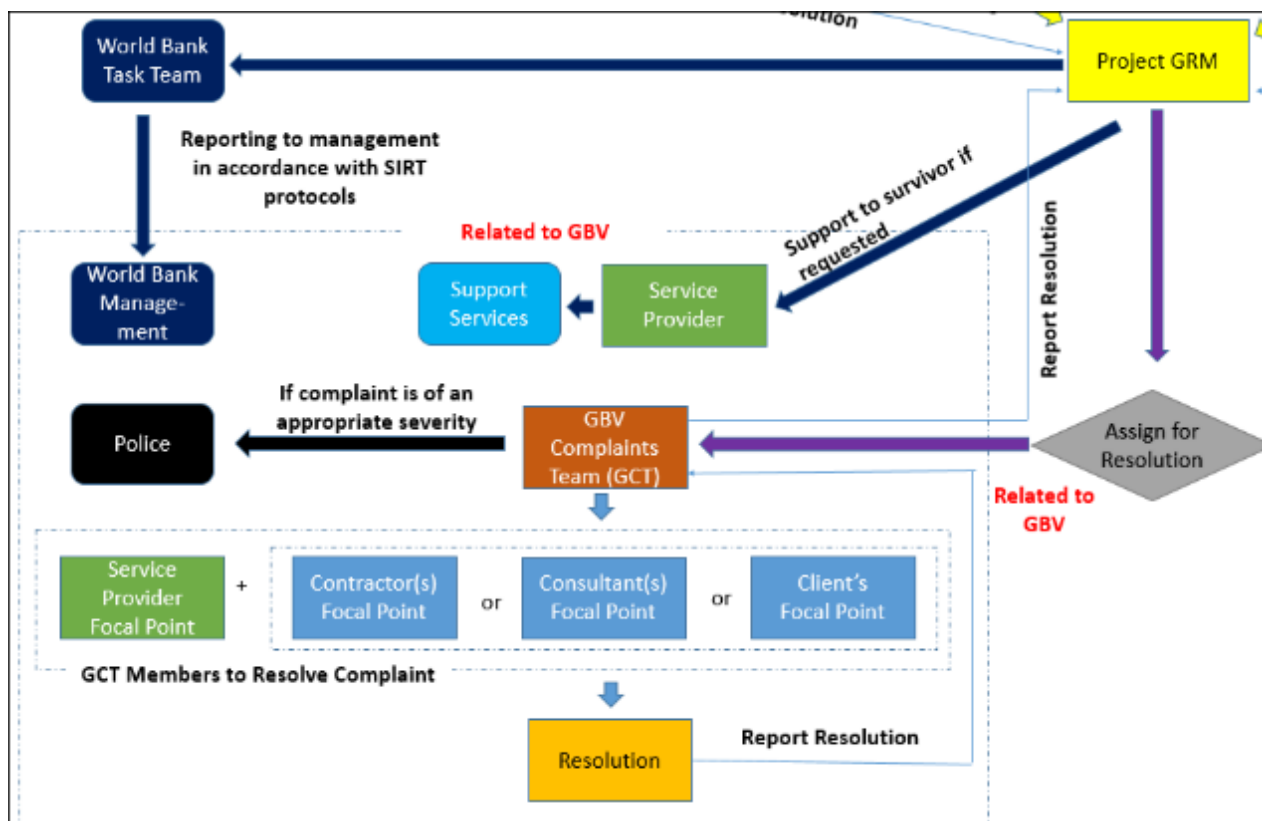 solution
World Bank
Task Team
Project GRM
Reporting to management
in accordance with SIRT
protocols
Support to survivor if
requested
Related to GBV
World Bank
Manage-
ment
Support
Services
Service
Provider
Report Resolution
If complaint is of an
appropriate severity
Police
GBV
Complaints
Team (GCT)
Assign for
Resolution
Related to
GBV
Service
Provider
Focal Point
+
Contractor(s)
Focal Point
or
Consultant(s)
Focal Point
or
Client's
Focal Point
GCT Members to Resolve Complaint
Resolution
Report Resolution